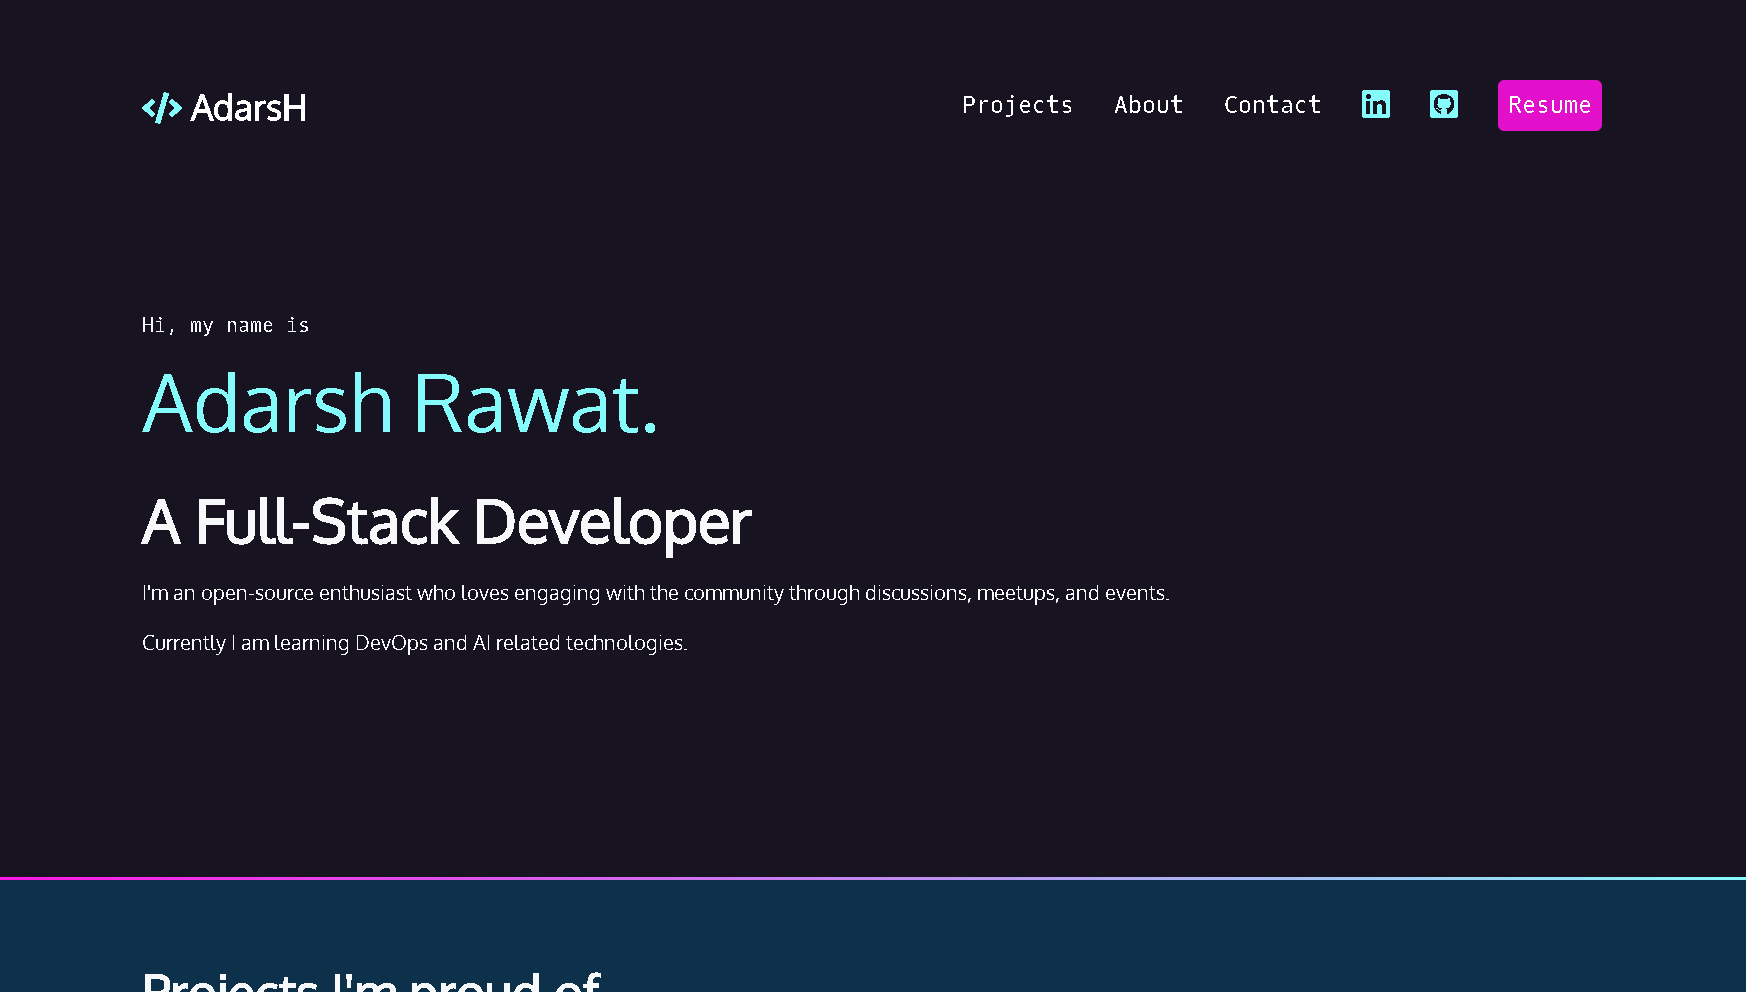 </> AdarsH
Projects About Contact in Resume
Hi, my name is
Adarsh Rawat.
A Full-Stack Developer
I'm an open-source enthusiast who loves engaging with the community through discussions, meetups, and events.
Currently I am learning DevOps and AI related technologies.
Projects I'm proud of